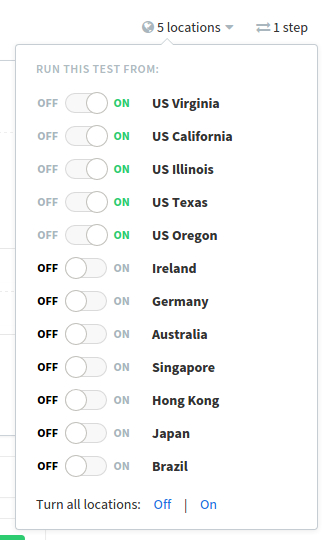 5 locations 1 step
RUN THIS TEST FROM:
OFF ON US Virginia
OFF ON US California
OFF ON US Illinois
OFF ON US Texas
OFF ON US Oregon
OFF ON Ireland
OFF ON Germany
OFF ON Australia
OFF ON Singapore
OFF ON Hong Kong
OFF ON Japan
OFF ON Brazil
Turn all locations: Off | On